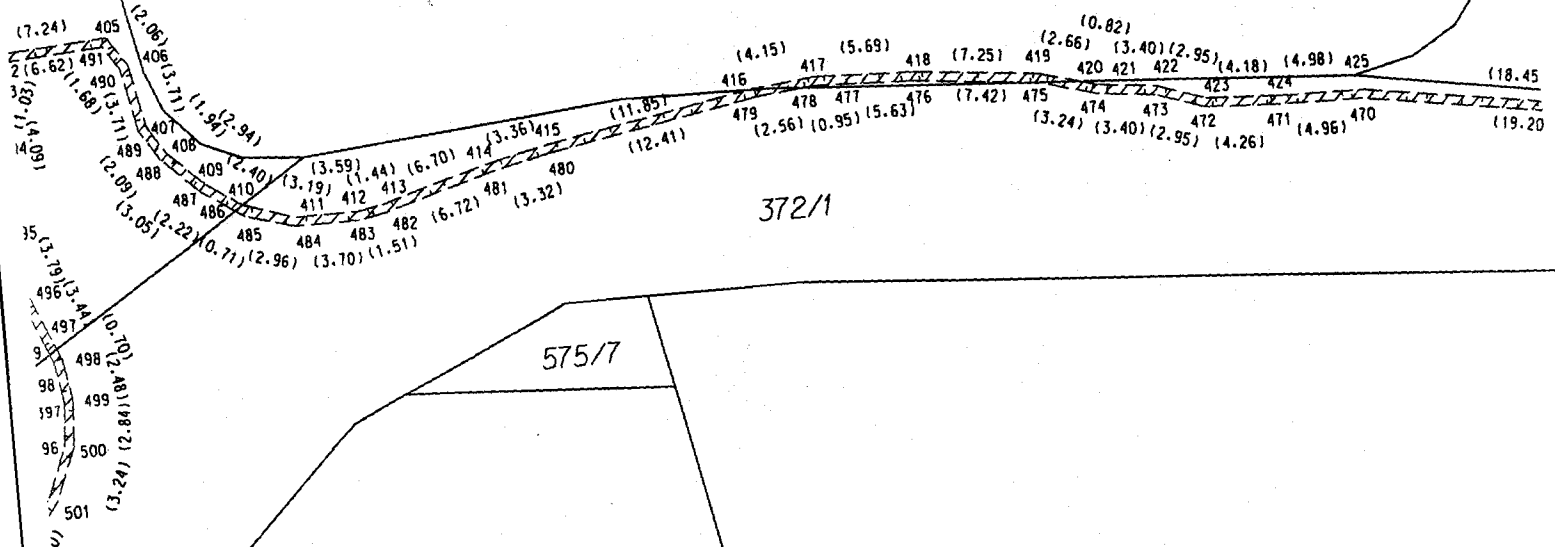 (7.24) 405 (2.06) (0.82)
(4.15) (5.69) 418 (7.25) 419 (2.66) (3.40) (2.95)
2 (6.62) 491 406 417 420 421 422 (4.18) (4.98) 425
490 (3.71) 416 423 424 (18.45
(1.03) (1.68) (3.71) (1.94) (2.94) (11.85) 479 478 477 476 (7.42) 475 474 473 472 471 470
(4.09) 407 408 (3.36) 415 (12.41) (2.56) (0.95) (5.63) (3.24) (3.40) (2.95) (4.26) (4.96) (19.20
489 488 409 (2.40) (3.59) (6.70) 414 480
(2.09) 487 410 (3.19) (1.44) 413 481 (3.32)
(3.05) 486 411 412 482 (6.72)
(2.22) 485 484 483 372/1
(0.71) (2.96) (3.70) (1.51)
35 (3.79)
496 (3.44)
497 (0.70)
9 498 575/7
98 (2.48)
397 499 (2.84)
96 500 (3.24)
501